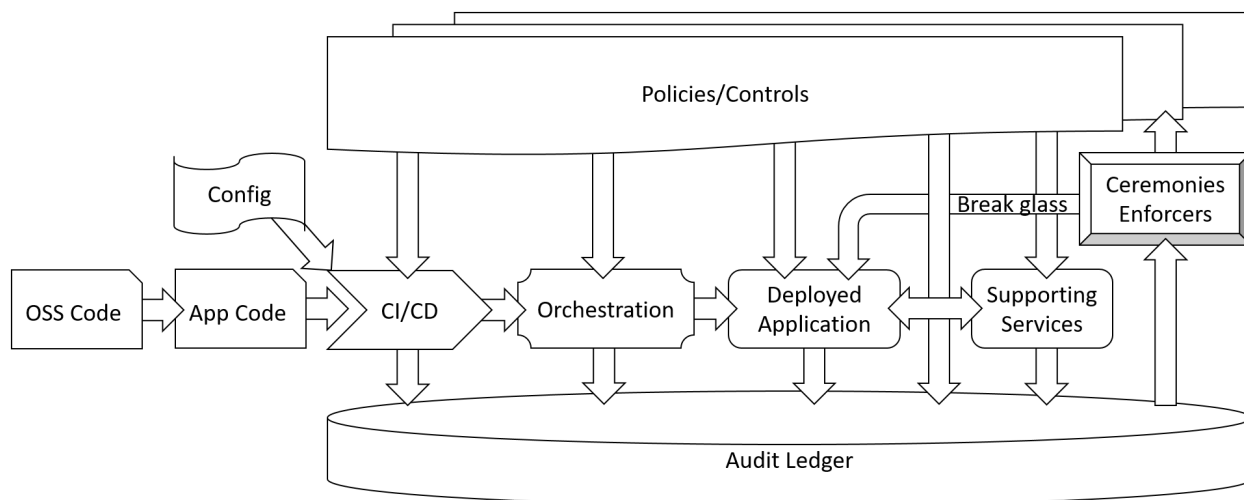 Policies/Controls
Config
Break glass
Ceremonies
Enforcers
OSS Code
App Code
CI/CD
Orchestration
Deployed
Application
Supporting
Services
Audit Ledger